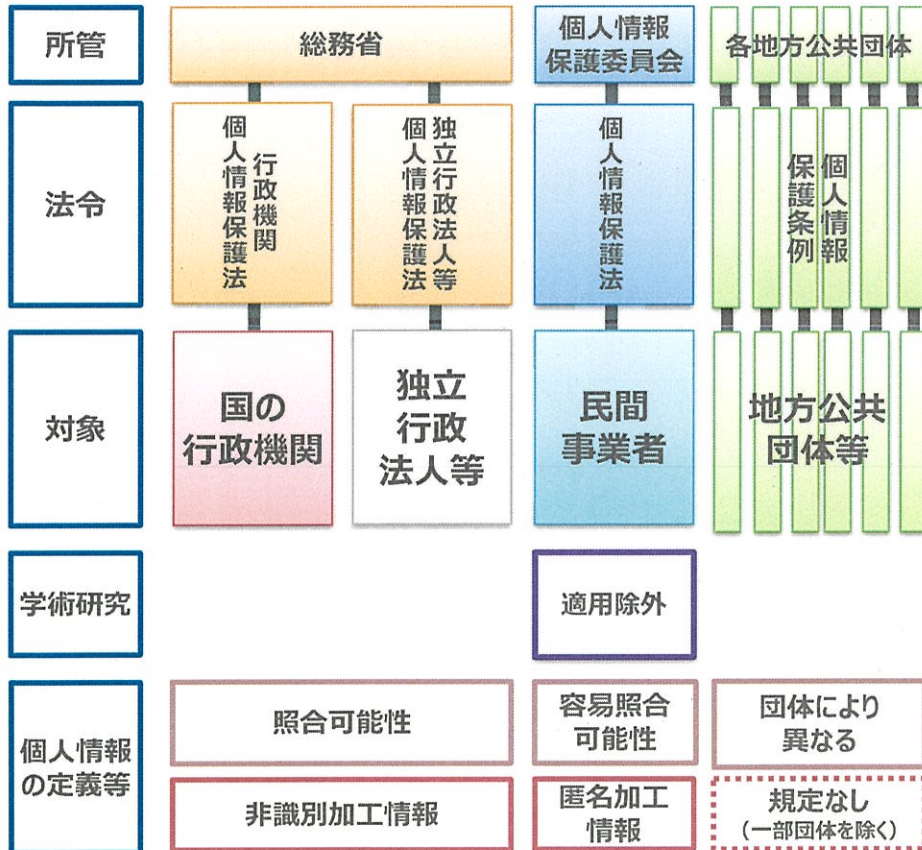 所管
総務省
個人情報
保護委員会
各地方公共団体
法令
行政機関
個人情報保護法
独立行政法人等
個人情報保護法
個人情報保護法
個人情報
保護条例
対象
国の
行政機関
独立
行政
法人等
民間
事業者
地方公共
団体等
学術研究
適用除外
個人情報
の定義等
照合可能性
容易照合
可能性
団体により
異なる
非識別加工情報
匿名加工
情報
規定なし
(一部団体を除く)